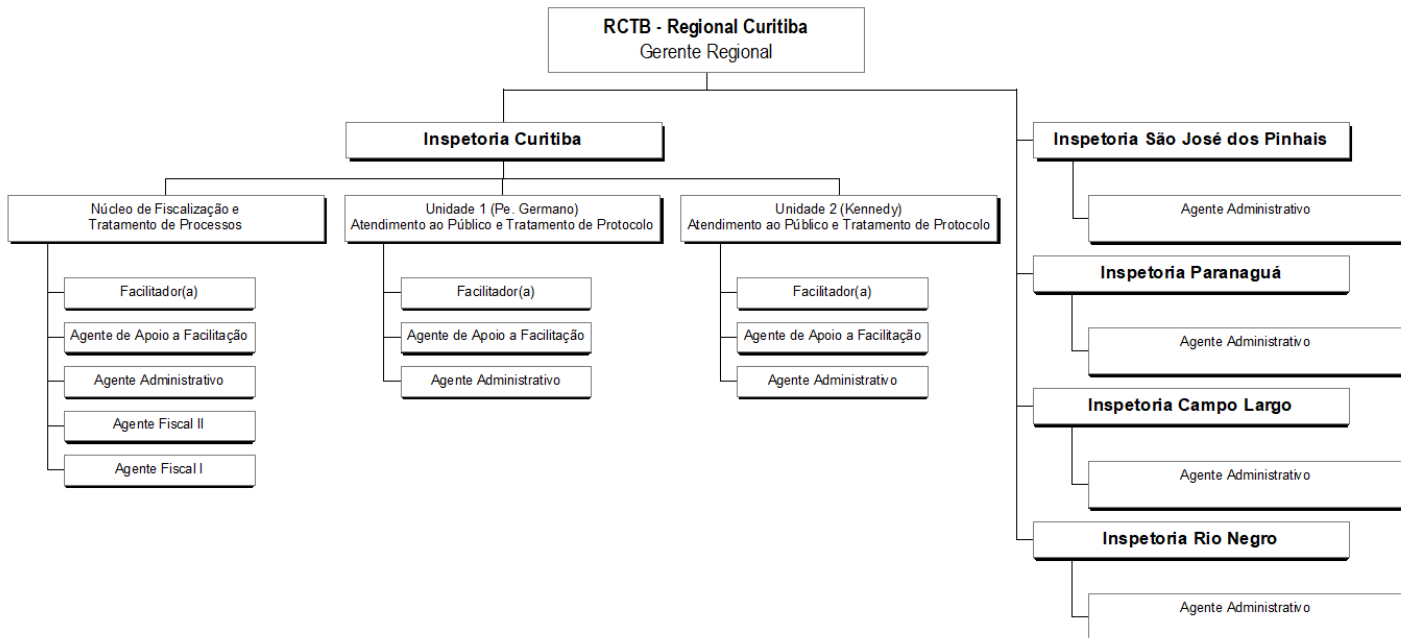 RCTB - Regional Curitiba
Gerente Regional
Inspetoria Curitiba
Núcleo de Fiscalização e
Tratamento de Processos
Facilitador(a)
Agente de Apoio a Facilitação
Agente Administrativo
Agente Fiscal II
Agente Fiscal I
Unidade 1 (Pe. Germano)
Atendimento ao Público e Tratamento de Protocolo
Facilitador(a)
Agente de Apoio a Facilitação
Agente Administrativo
Unidade 2 (Kennedy)
Atendimento ao Público e Tratamento de Protocolo
Facilitador(a)
Agente de Apoio a Facilitação
Agente Administrativo
Inspetoria São José dos Pinhais
Agente Administrativo
Inspetoria Paranaguá
Agente Administrativo
Inspetoria Campo Largo
Agente Administrativo
Inspetoria Rio Negro
Agente Administrativo